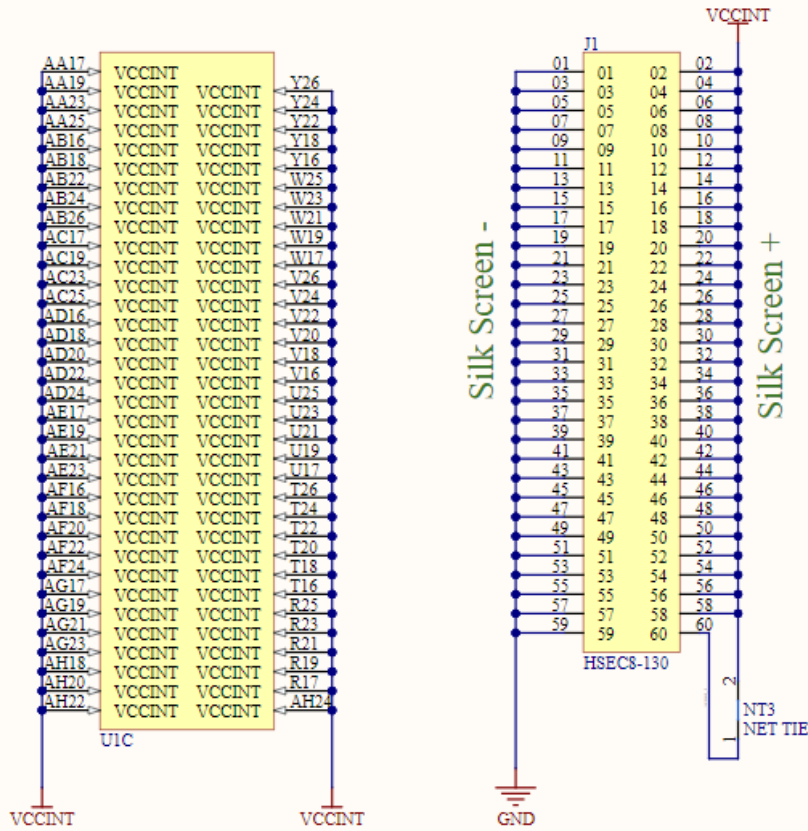 VCCINT
J1
AA17 VCCINT
AA19 VCCINT VCCINT Y26
AA23 VCCINT VCCINT Y24
AA25 VCCINT VCCINT Y22
AB16 VCCINT VCCINT Y18
AB18 VCCINT VCCINT Y16
AB22 VCCINT VCCINT W25
AB24 VCCINT VCCINT W23
AB26 VCCINT VCCINT W21
AC17 VCCINT VCCINT W19
AC19 VCCINT VCCINT W17
AC23 VCCINT VCCINT V26
AC25 VCCINT VCCINT V24
AD16 VCCINT VCCINT V22
AD18 VCCINT VCCINT V20
AD20 VCCINT VCCINT V18
AD22 VCCINT VCCINT V16
AD24 VCCINT VCCINT U25
AE17 VCCINT VCCINT U23
AE19 VCCINT VCCINT U21
AE21 VCCINT VCCINT U19
AE23 VCCINT VCCINT U17
AF16 VCCINT VCCINT T26
AF18 VCCINT VCCINT T24
AF20 VCCINT VCCINT T22
AF22 VCCINT VCCINT T20
AF24 VCCINT VCCINT T18
AG17 VCCINT VCCINT T16
AG19 VCCINT VCCINT R25
AG21 VCCINT VCCINT R23
AG23 VCCINT VCCINT R21
AH18 VCCINT VCCINT R19
AH20 VCCINT VCCINT R17
AH22 VCCINT VCCINT AH24
U1C
VCCINT
VCCINT
Silk Screen -
01 01 02 02
03 03 04 04
05 05 06 06
07 07 08 08
09 09 10 10
11 11 12 12
13 13 14 14
15 15 16 16
17 17 18 18
19 19 20 20
21 21 22 22
23 23 24 24
25 25 26 26
27 27 28 28
29 29 30 30
31 31 32 32
33 33 34 34
35 35 36 36
37 37 38 38
39 39 40 40
41 41 42 42
43 43 44 44
45 45 46 46
47 47 48 48
49 49 50 50
51 51 52 52
53 53 54 54
55 55 56 56
57 57 58 58
59 59 60 60
HSEC8-130
Silk Screen +
2
NT3
1
NET TIE
GND